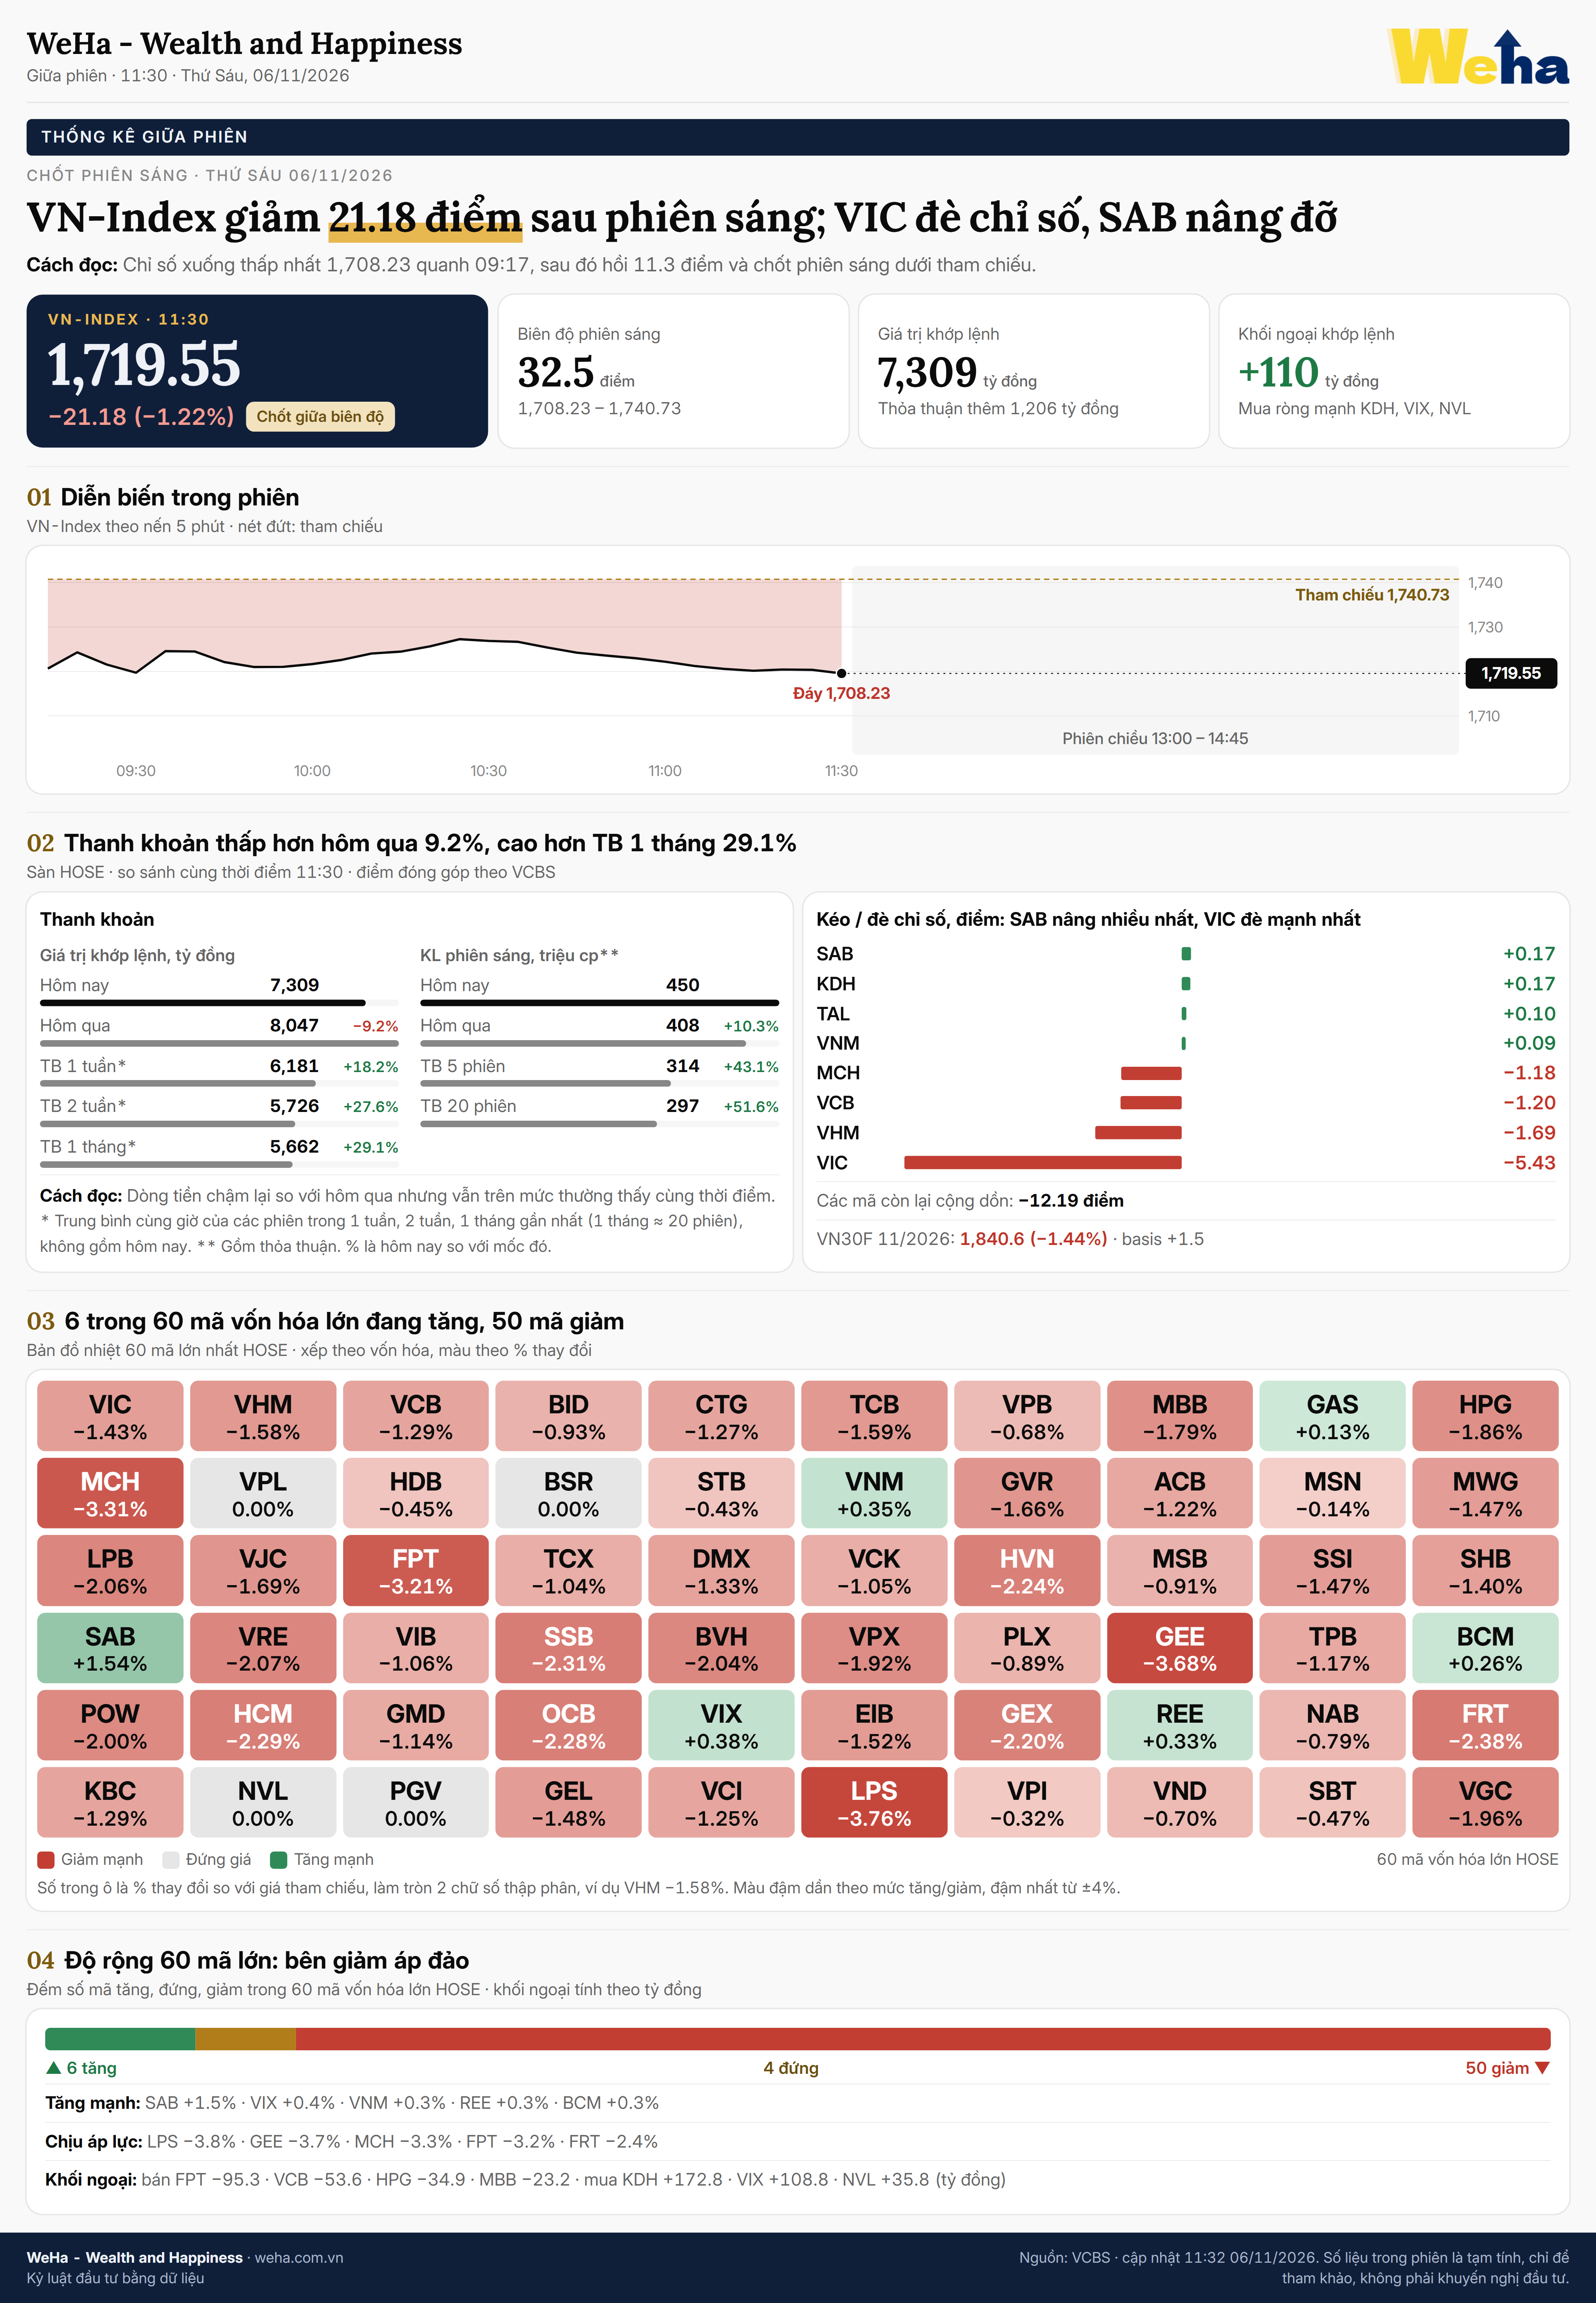 WeHa - Wealth and Happiness
Giữa phiên · 11:30 · Thứ Sáu, 06/11/2026
Weha
THỐNG KÊ GIỮA PHIÊN
CHỐT PHIÊN SÁNG · THỨ SÁU 06/11/2026
VN-Index giảm 21.18 điểm sau phiên sáng; VIC đè chỉ số, SAB nâng đỡ
Cách đọc: Chỉ số xuống thấp nhất 1,708.23 quanh 09:17, sau đó hồi 11.3 điểm và chốt phiên sáng dưới tham chiếu.
VN-INDEX · 11:30
1,719.55
−21.18 (−1.22%) Chốt giữa biên độ
Biên độ phiên sáng
32.5 điểm
1,708.23 – 1,740.73
Giá trị khớp lệnh
7,309 tỷ đồng
Thỏa thuận thêm 1,206 tỷ đồng
Khối ngoại khớp lệnh
+110 tỷ đồng
Mua ròng mạnh KDH, VIX, NVL
01 Diễn biến trong phiên
VN-Index theo nến 5 phút · nét đứt: tham chiếu
1,740
Tham chiếu 1,740.73
1,730
1,719.55
Đáy 1,708.23
1,710
Phiên chiều 13:00 – 14:45
09:30 10:00 10:30 11:00 11:30
02 Thanh khoản thấp hơn hôm qua 9.2%, cao hơn TB 1 tháng 29.1%
Sàn HOSE · so sánh cùng thời điểm 11:30 · điểm đóng góp theo VCBS
Thanh khoản
Giá trị khớp lệnh, tỷ đồng
Hôm nay 7,309
Hôm qua 8,047 −9.2%
TB 1 tuần* 6,181 +18.2%
TB 2 tuần* 5,726 +27.6%
TB 1 tháng* 5,662 +29.1%
KL phiên sáng, triệu cp**
Hôm nay 450
Hôm qua 408 +10.3%
TB 5 phiên 314 +43.1%
TB 20 phiên 297 +51.6%
Cách đọc: Dòng tiền chậm lại so với hôm qua nhưng vẫn trên mức thường thấy cùng thời điểm.
* Trung bình cùng giờ của các phiên trong 1 tuần, 2 tuần, 1 tháng gần nhất (1 tháng ≈ 20 phiên),
không gồm hôm nay. ** Gồm thỏa thuận. % là hôm nay so với mốc đó.
Kéo / đè chỉ số, điểm: SAB nâng nhiều nhất, VIC đè mạnh nhất
SAB +0.17
KDH +0.17
TAL +0.10
VNM +0.09
MCH −1.18
VCB −1.20
VHM −1.69
VIC −5.43
Các mã còn lại cộng dồn: −12.19 điểm
VN30F 11/2026: 1,840.6 (−1.44%) · basis +1.5
03 6 trong 60 mã vốn hóa lớn đang tăng, 50 mã giảm
Bản đồ nhiệt 60 mã lớn nhất HOSE · xếp theo vốn hóa, màu theo % thay đổi
VIC VHM VCB BID CTG TCB VPB MBB GAS HPG
−1.43% −1.58% −1.29% −0.93% −1.27% −1.59% −0.68% −1.79% +0.13% −1.86%
MCH VPL HDB BSR STB VNM GVR ACB MSN MWG
−3.31% 0.00% −0.45% 0.00% −0.43% +0.35% −1.66% −1.22% −0.14% −1.47%
LPB VJC FPT TCX DMX VCK HVN MSB SSI SHB
−2.06% −1.69% −3.21% −1.04% −1.33% −1.05% −2.24% −0.91% −1.47% −1.40%
SAB VRE VIB SSB BVH VPX PLX GEE TPB BCM
+1.54% −2.07% −1.06% −2.31% −2.04% −1.92% −0.89% −3.68% −1.17% +0.26%
POW HCM GMD OCB VIX EIB GEX REE NAB FRT
−2.00% −2.29% −1.14% −2.28% +0.38% −1.52% −2.20% +0.33% −0.79% −2.38%
KBC NVL PGV GEL VCI LPS VPI VND SBT VGC
−1.29% 0.00% 0.00% −1.48% −1.25% −3.76% −0.32% −0.70% −0.47% −1.96%
Giảm mạnh Đứng giá Tăng mạnh 60 mã vốn hóa lớn HOSE
Số trong ô là % thay đổi so với giá tham chiếu, làm tròn 2 chữ số thập phân, ví dụ VHM −1.58%. Màu đậm dần theo mức tăng/giảm, đậm nhất từ ±4%.
04 Độ rộng 60 mã lớn: bên giảm áp đảo
Đếm số mã tăng, đứng, giảm trong 60 mã vốn hóa lớn HOSE · khối ngoại tính theo tỷ đồng
▲ 6 tăng 4 đứng 50 giảm ▼
Tăng mạnh: SAB +1.5% · VIX +0.4% · VNM +0.3% · REE +0.3% · BCM +0.3%
Chịu áp lực: LPS −3.8% · GEE −3.7% · MCH −3.3% · FPT −3.2% · FRT −2.4%
Khối ngoại: bán FPT −95.3 · VCB −53.6 · HPG −34.9 · MBB −23.2 · mua KDH +172.8 · VIX +108.8 · NVL +35.8 (tỷ đồng)
WeHa - Wealth and Happiness · weha.com.vn
Kỷ luật đầu tư bằng dữ liệu
Nguồn: VCBS · cập nhật 11:32 06/11/2026. Số liệu trong phiên là tạm tính, chỉ để
tham khảo, không phải khuyến nghị đầu tư.